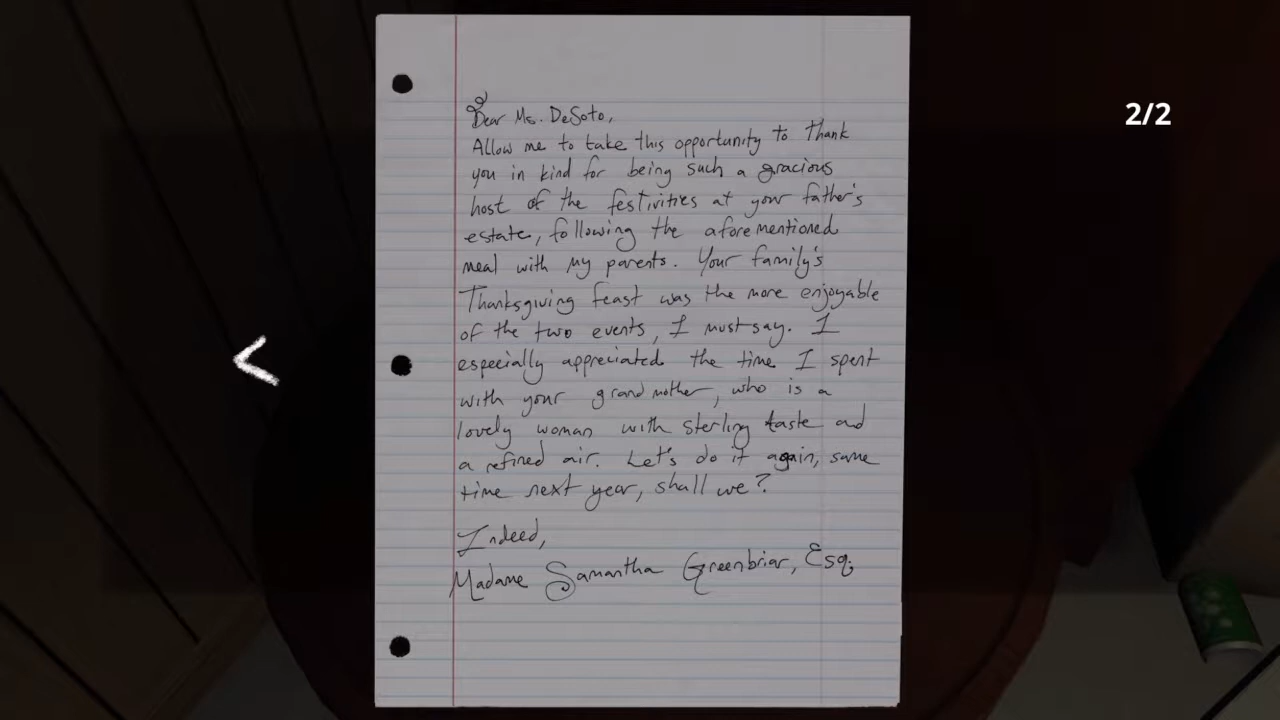 2/2
Dear Ms. DeSoto,
Allow me to take this opportunity to thank
you in kind for being such a gracious
host of the festivities at your father's
estate, following the aforementioned
meal with my parents. Your family's
Thanksgiving feast was the more enjoyable
of the two events, I must say. I
especially appreciated the time I spent
with your grandmother, who is a
lovely woman with sterling taste and
a refined air. Let's do it again, same
time next year, shall we?
Indeed,
Madame Samantha Greenbriar, Esq.